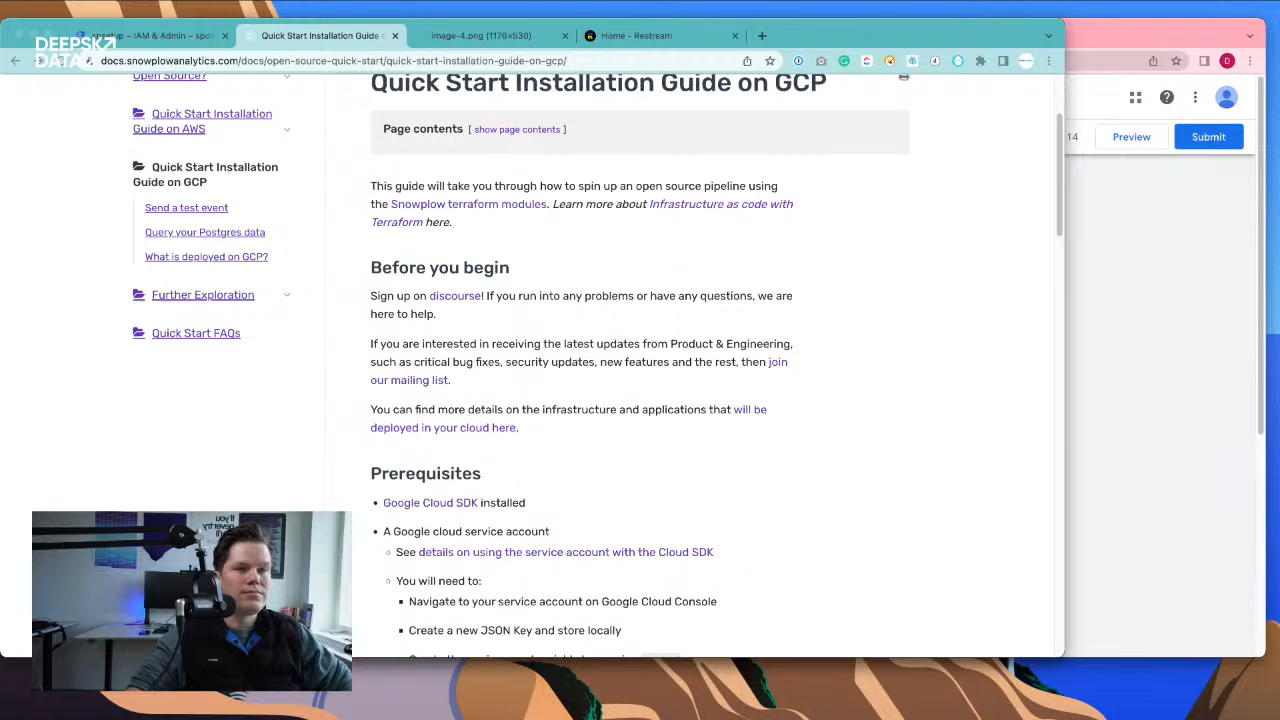 DEEPSKY
DATA
spsetup – IAM & Admin – spse
Quick Start Installation Guide o
image-4.png (1176×530)
Home - Restream
docs.snowplowanalytics.com/docs/open-source-quick-start/quick-start-installation-guide-on-gcp/
D
Open Source?
Quick Start Installation
Guide on AWS
Quick Start Installation
Guide on GCP
Send a test event
Query your Postgres data
What is deployed on GCP?
Further Exploration
Quick Start FAQs
Quick Start Installation Guide on GCP
Page contents [ show page contents ]
This guide will take you through how to spin up an open source pipeline using
the Snowplow terraform modules. Learn more about Infrastructure as code with
Terraform here.
Before you begin
Sign up on discourse! If you run into any problems or have any questions, we are
here to help.
If you are interested in receiving the latest updates from Product & Engineering,
such as critical bug fixes, security updates, new features and the rest, then join
our mailing list.
You can find more details on the infrastructure and applications that will be
deployed in your cloud here.
Prerequisites
• Google Cloud SDK installed
• A Google cloud service account
◦ See details on using the service account with the Cloud SDK
◦ You will need to:
▪ Navigate to your service account on Google Cloud Console
▪ Create a new JSON Key and store locally
14
Preview
Submit